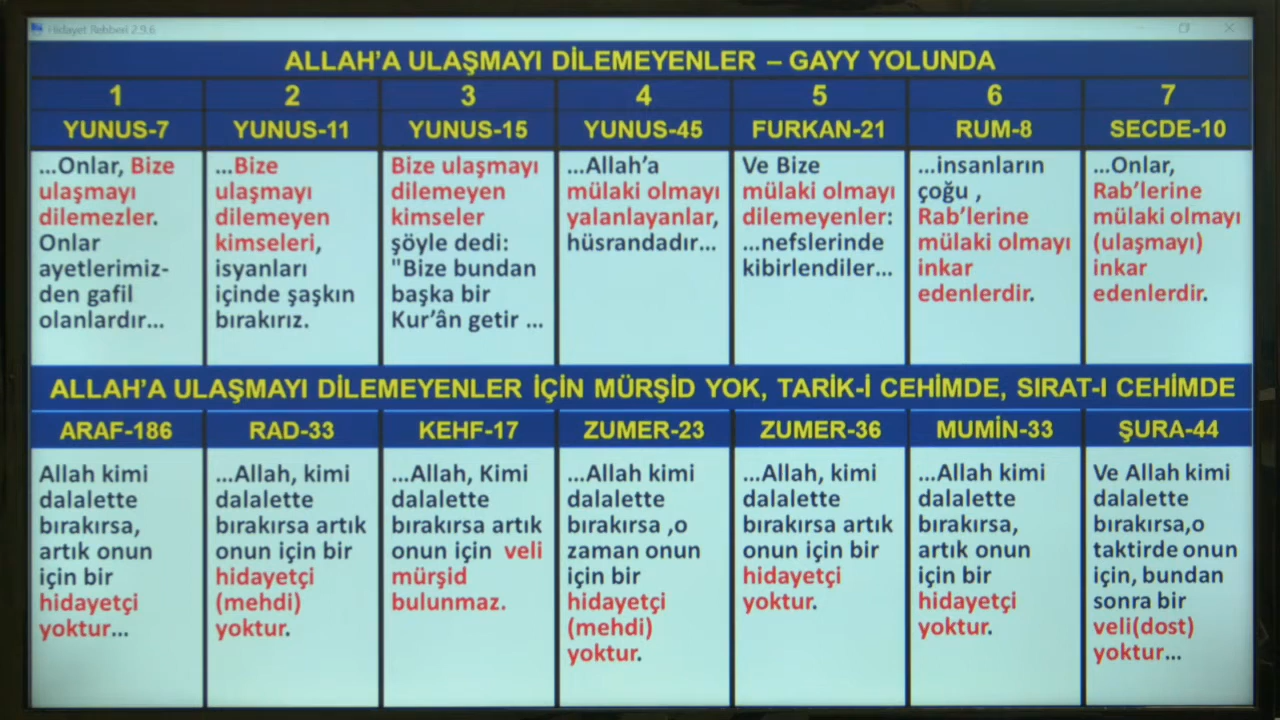 Hidayet Rehberi 2.9.6
ALLAH'A ULAŞMAYI DİLEMEYENLER – GAYY YOLUNDA
1
2
3
4
5
6
7
YUNUS-7
YUNUS-11
YUNUS-15
YUNUS-45
FURKAN-21
RUM-8
SECDE-10
...Onlar, Bize
ulaşmayı
dilemezler.
Onlar
ayetlerimiz-
den gafil
olanlardır...
...Bize
ulaşmayı
dilemeyen
kimseleri,
isyanları
içinde şaşkın
bırakırız.
Bize ulaşmayı
dilemeyen
kimseler
şöyle dedi:
"Bize bundan
başka bir
Kur'ân getir ...
...Allah'a
mülaki olmayı
yalanlayanlar,
hüsrandadır...
Ve Bize
mülaki olmayı
dilemeyenler:
...nefslerinde
kibirlendiler...
...insanların
çoğu ,
Rab'lerine
mülaki olmayı
inkar
edenlerdir.
...Onlar,
Rab'lerine
mülaki olmayı
(ulaşmayı)
inkar
edenlerdir.
ALLAH'A ULAŞMAYI DİLEMEYENLER İÇİN MÜRŞİD YOK, TARİK-İ CEHİMDE, SIRAT-I CEHİMDE
ARAF-186
RAD-33
KEHF-17
ZUMER-23
ZUMER-36
MUMİN-33
ŞURA-44
Allah kimi
dalalette
bırakırsa,
artık onun
için bir
hidayetçi
yoktur...
...Allah, kimi
dalalette
bırakırsa artık
onun için bir
hidayetçi
(mehdi)
yoktur.
...Allah, Kimi
dalalette
bırakırsa artık
onun için veli
mürşid
bulunmaz.
...Allah kimi
dalalette
bırakırsa ,o
zaman onun
için bir
hidayetçi
(mehdi)
yoktur.
...Allah, kimi
dalalette
bırakırsa artık
onun için bir
hidayetçi
yoktur.
...Allah kimi
dalalette
bırakırsa,
artık onun
için bir
hidayetçi
yoktur.
Ve Allah kimi
dalalette
bırakırsa,o
taktirde onun
için, bundan
sonra bir
veli(dost)
yoktur...